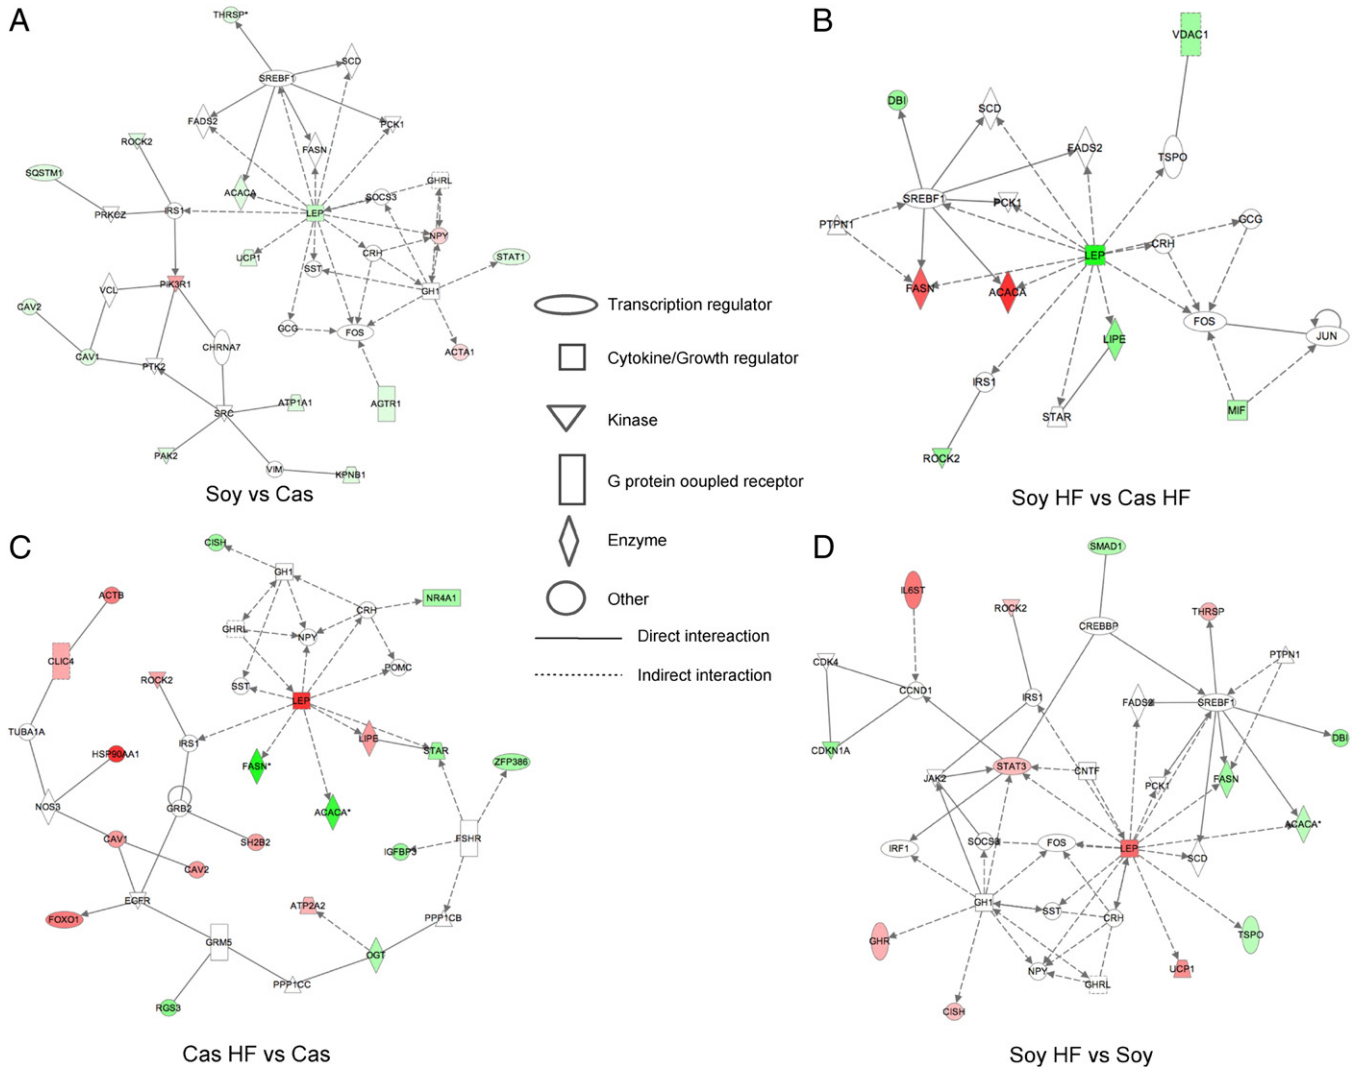 A
THRSP*
SCD
SREBF1
FADS2
PCK1
FASN
ROCK2
SQSTM1
ACACA
SOCS3
GHRL
PRKCZ
IRS1
LEP
NPY
UCP1
CRH
STAT1
SST
PIK3R1
VCL
GH1
CAV2
GCG
FOS
CHRNA7
ACTA1
CAV1
PTK2
AGTR1
ATP1A1
SRC
PAK2
VIM
KPNB1
Soy vs Cas
Transcription regulator
Cytokine/Growth regulator
Kinase
G protein ooupled receptor
Enzyme
Other
Direct intereaction
Indirect interaction
B
VDAC1
DBI
SCD
FADS2
TSPO
SREBF1
PCK1
PTPN1
GCG
CRH
LEP
FASN
ACACA
FOS
JUN
LIPE
IRS1
STAR
MIF
ROCK2
Soy HF vs Cas HF
C
CISH
GH1
ACTB
NR4A1
CRH
GHRL
NPY
CLIC4
POMC
ROCK2
SST
LEP
TUBA1A
IRS1
LIPE
STAR
HSP90AA1
FASN*
ZFP386
NOS3
GRB2
ACACA*
CAV1
SH2B2
FSHR
IGFBP3
CAV2
EGFR
ATP2A2
FOXO1
PPP1CB
GRM5
OGT
PPP1CC
RGS3
Cas HF vs Cas
D
SMAD1
IL6ST
ROCK2
THRSP
CREBBP
PTPN1
CDK4
CCND1
IRS1
FADS2
SREBF1
DBI
CDKN1A
STAT3
CNTF
JAK2
PCK1
FASN
ACACA*
IRF1
SOCS3
FOS
LEP
SCD
GH1
SST
CRH
TSPO
GHR
NPY
UCP1
GHRL
CISH
Soy HF vs Soy